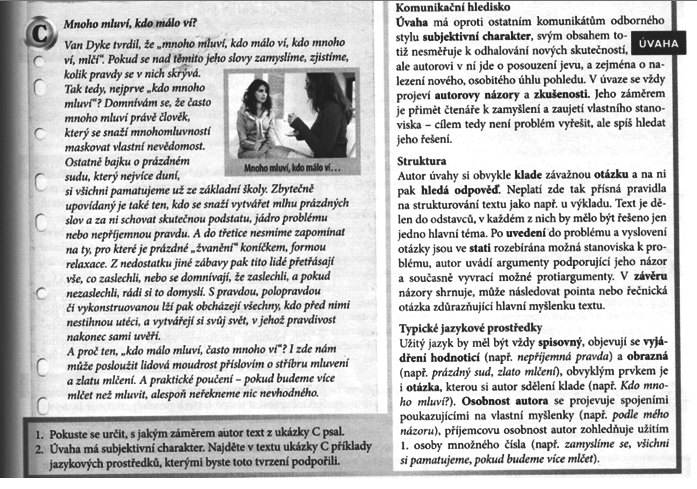 C
Mnoho mluví, kdo málo ví?
Van Dyke tvrdil, že „mnoho mluví, kdo málo ví, kdo mnoho
ví, mlčí“. Pokud se nad těmito jeho slovy zamyslíme, zjistíme,
kolik pravdy se v nich skrývá.
Tak tedy, nejprve „kdo mnoho
mluví“? Domnívám se, že často
mnoho mluví právě člověk,
který se snaží mnohomluvností
maskovat vlastní nevědomost.
Ostatně bajku o prázdném
sudu, který nejvíce duní,
si všichni pamatujeme už ze základní školy. Zbytečně
upovídaný je také ten, kdo se snaží vytvářet mlhu prázdných
slov a za ni schovat skutečnou podstatu, jádro problému
nebo nepříjemnou pravdu. A do třetice nesmíme zapomínat
na ty, pro které je prázdné „žvanění“ koníčkem, formou
relaxace. Z nedostatku jiné zábavy pak tito lidé přetřásají
vše, co zaslechli, nebo se domnívají, že zaslechli, a pokud
nezaslechli, rádi si to domyslí. S pravdou, polopravdou
či vykonstruovanou lží pak obcházejí všechny, kdo před nimi
nestihnou utéci, a vytvářejí si svůj svět, v jehož pravdivost
nakonec sami uvěří.
A proč ten, „kdo málo mluví, často mnoho ví“? I zde nám
může posloužit lidová moudrost příslovím o stříbru mluvení
a zlatu mlčení. A praktické poučení – pokud budeme více
mlčet než mluvit, alespoň neřekneme nic nevhodného.
Mnoho mluví, kdo málo ví…
1. Pokuste se určit, s jakým záměrem autor text z ukázky C psal.
2. Úvaha má subjektivní charakter. Najděte v textu ukázky C příklady
jazykových prostředků, kterými byste toto tvrzení podpořili.
Komunikační hledisko
Úvaha má oproti ostatním komunikátům odborného
stylu subjektivní charakter, svým obsahem to-
tiž nesměřuje k odhalování nových skutečností,
ale autorovi v ní jde o posouzení jevu, a zejména o na-
lezení nového, osobitého úhlu pohledu. V úvaze se vždy
projeví autorovy názory a zkušenosti. Jeho záměrem
je přimět čtenáře k zamyšlení a zaujetí vlastního stano-
viska – cílem tedy není problém vyřešit, ale spíš hledat
jeho řešení.
ÚVAHA
Struktura
Autor úvahy si obvykle klade závažnou otázku a na ni
pak hledá odpověď. Neplatí zde tak přísná pravidla
na strukturování textu jako např. u výkladu. Text je dě-
len do odstavců, v každém z nich by mělo být řešeno jen
jedno hlavní téma. Po uvedení do problému a vyslovení
otázky jsou ve stati rozebírána možná stanoviska k pro-
blému, autor uvádí argumenty podporující jeho názor
a současně vyvrací možné protiargumenty. V závěru
názory shrnuje, může následovat pointa nebo řečnická
otázka zdůrazňující hlavní myšlenku textu.
Typické jazykové prostředky
Užitý jazyk by měl být vždy spisovný, objevují se vyjá-
dření hodnotící (např. nepříjemná pravda) a obrazná
(např. prázdný sud, zlato mlčení), obvyklým prvkem je
i otázka, kterou si autor sdělení klade (např. Kdo mno-
ho mluví?). Osobnost autora se projevuje spojeními
poukazujícími na vlastní myšlenky (např. podle mého
názoru), příjemcovu osobnost autor zohledňuje užitím
1. osoby množného čísla (např. zamyslíme se, všichni
si pamatujeme, pokud budeme více mlčet).